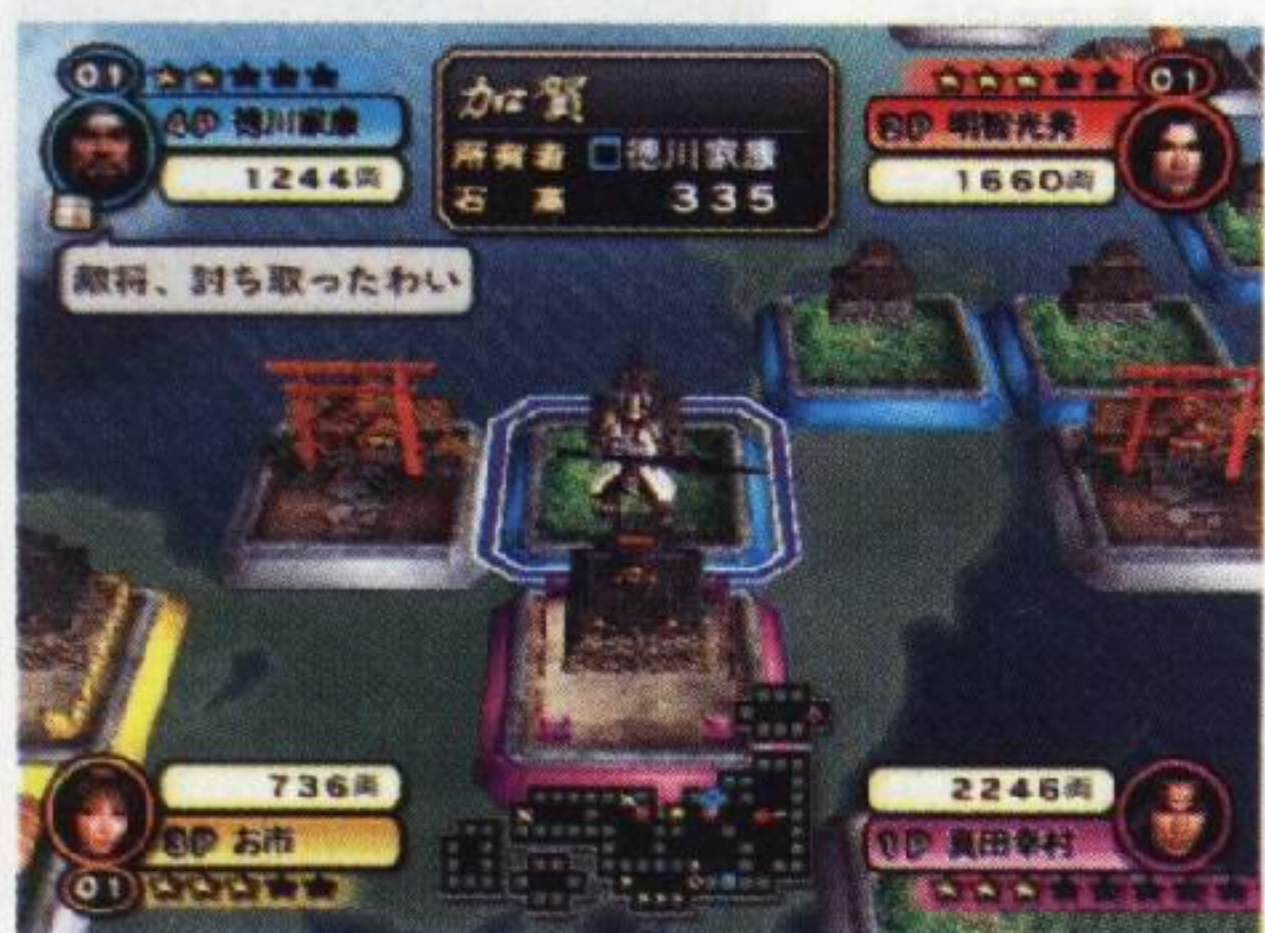 01
4P 徳川家康
1244両
加賀
所有者 徳川家康
石高 335
01
2P 明智光秀
1660両
敵将、討ち取ったわい
736両
3P お市
01
2246両
1P 真田幸村